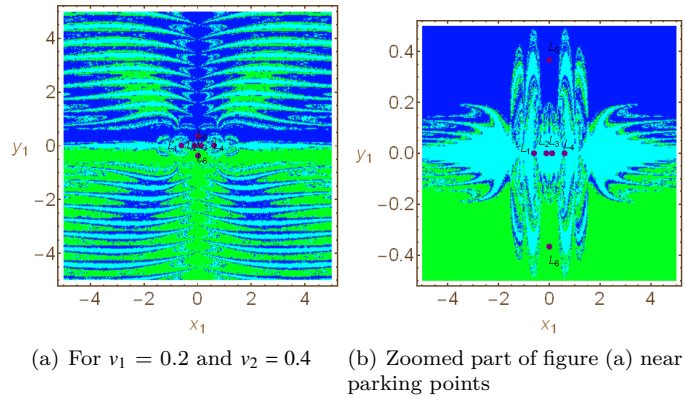 4
2
0
-2
-4
y₁
L₄
L₆
-4 -2 0 2 4
x₁
0.4
0.2
0.0
-0.2
-0.4
y₁
L₅
L₁ L₂ L₃ L₄
L₆
-4 -2 0 2 4
x₁
(a) For v₁ = 0.2 and v₂ = 0.4
(b) Zoomed part of figure (a) near
parking points